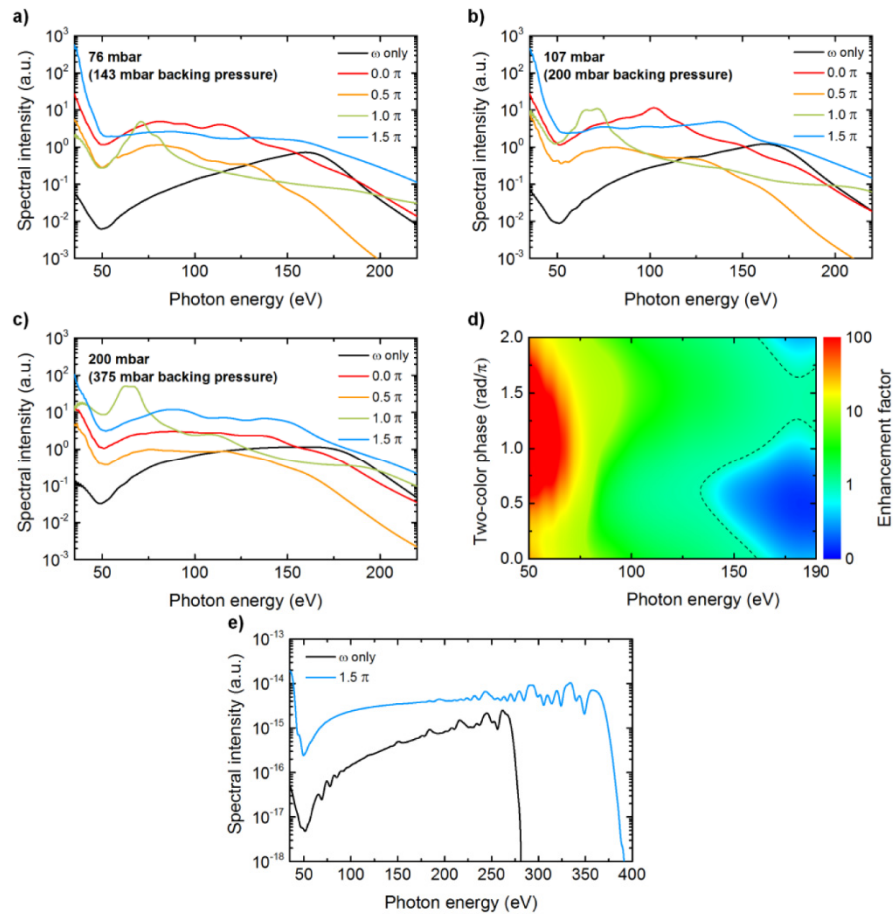 a)
76 mbar
(143 mbar backing pressure)
ω only
0.0 π
0.5 π
1.0 π
1.5 π
10³
10²
10¹
10⁰
10⁻¹
10⁻²
10⁻³
50 100 150 200
Spectral intensity (a.u.)
Photon energy (eV)
b)
107 mbar
(200 mbar backing pressure)
ω only
0.0 π
0.5 π
1.0 π
1.5 π
10³
10²
10¹
10⁰
10⁻¹
10⁻²
10⁻³
50 100 150 200
Spectral intensity (a.u.)
Photon energy (eV)
c)
200 mbar
(375 mbar backing pressure)
ω only
0.0 π
0.5 π
1.0 π
1.5 π
10³
10²
10¹
10⁰
10⁻¹
10⁻²
10⁻³
50 100 150 200
Spectral intensity (a.u.)
Photon energy (eV)
d)
2.0
1.5
1.0
0.5
0.0
50 100 150 190
Two-color phase (rad/π)
Photon energy (eV)
100
10
1
0
Enhancement factor
e)
ω only
1.5 π
10⁻¹³
10⁻¹⁴
10⁻¹⁵
10⁻¹⁶
10⁻¹⁷
10⁻¹⁸
50 100 150 200 250 300 350 400
Spectral intensity (a.u.)
Photon energy (eV)